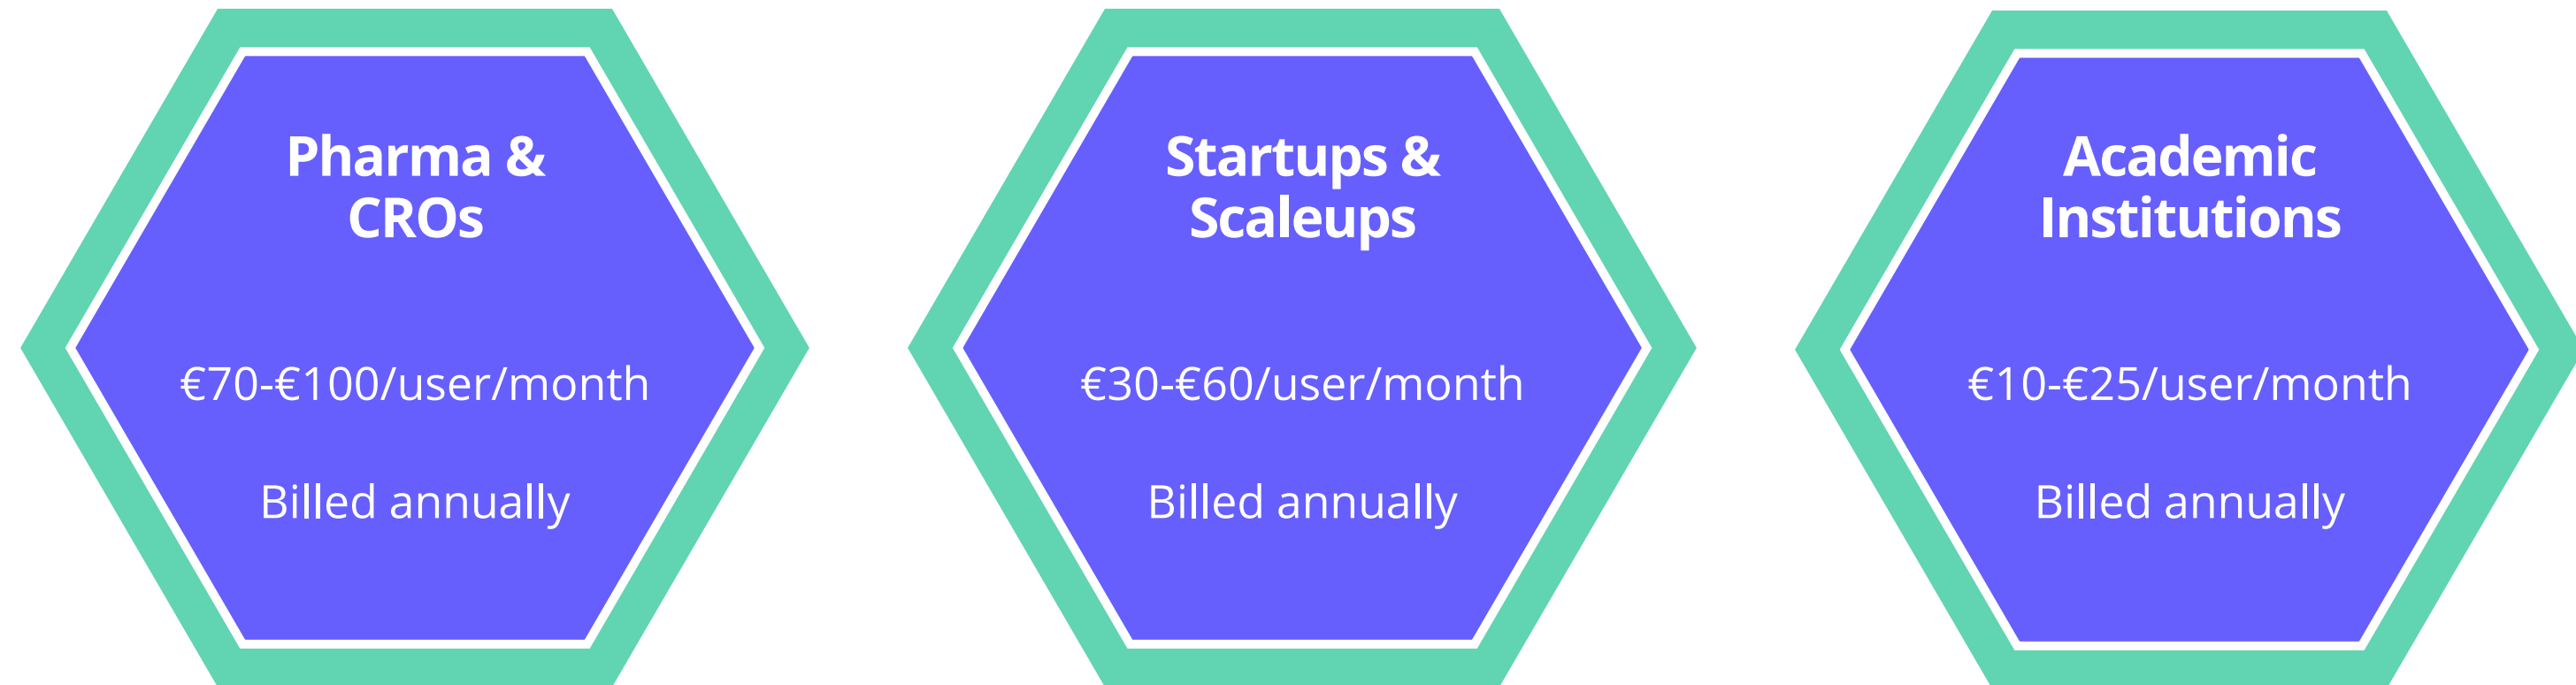 Pharma &
CROs
€70-€100/user/month
Billed annually
Startups &
Scaleups
€30-€60/user/month
Billed annually
Academic
Institutions
€10-€25/user/month
Billed annually